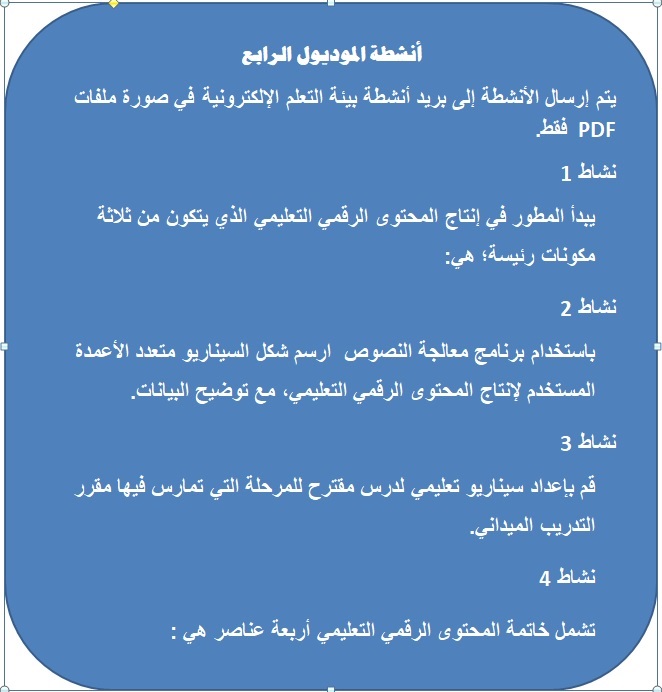 أنشطة الموديول الرابع
يتم إرسال الأنشطة إلى بريد أنشطة بيئة التعلم الإلكترونية في صورة ملفات
PDF فقط.
نشاط 1
يبدأ المطور في إنتاج المحتوى الرقمي التعليمي الذي يتكون من ثلاثة
مكونات رئيسة؛ هي:
نشاط 2
باستخدام برنامج معالجة النصوص ارسم شكل السيناريو متعدد الأعمدة
المستخدم لإنتاج المحتوى الرقمي التعليمي، مع توضيح البيانات.
نشاط 3
قم بإعداد سيناريو تعليمي لدرس مقترح للمرحلة التي تمارس فيها مقرر
التدريب الميداني.
نشاط 4
تشمل خاتمة المحتوى الرقمي التعليمي أربعة عناصر هي :